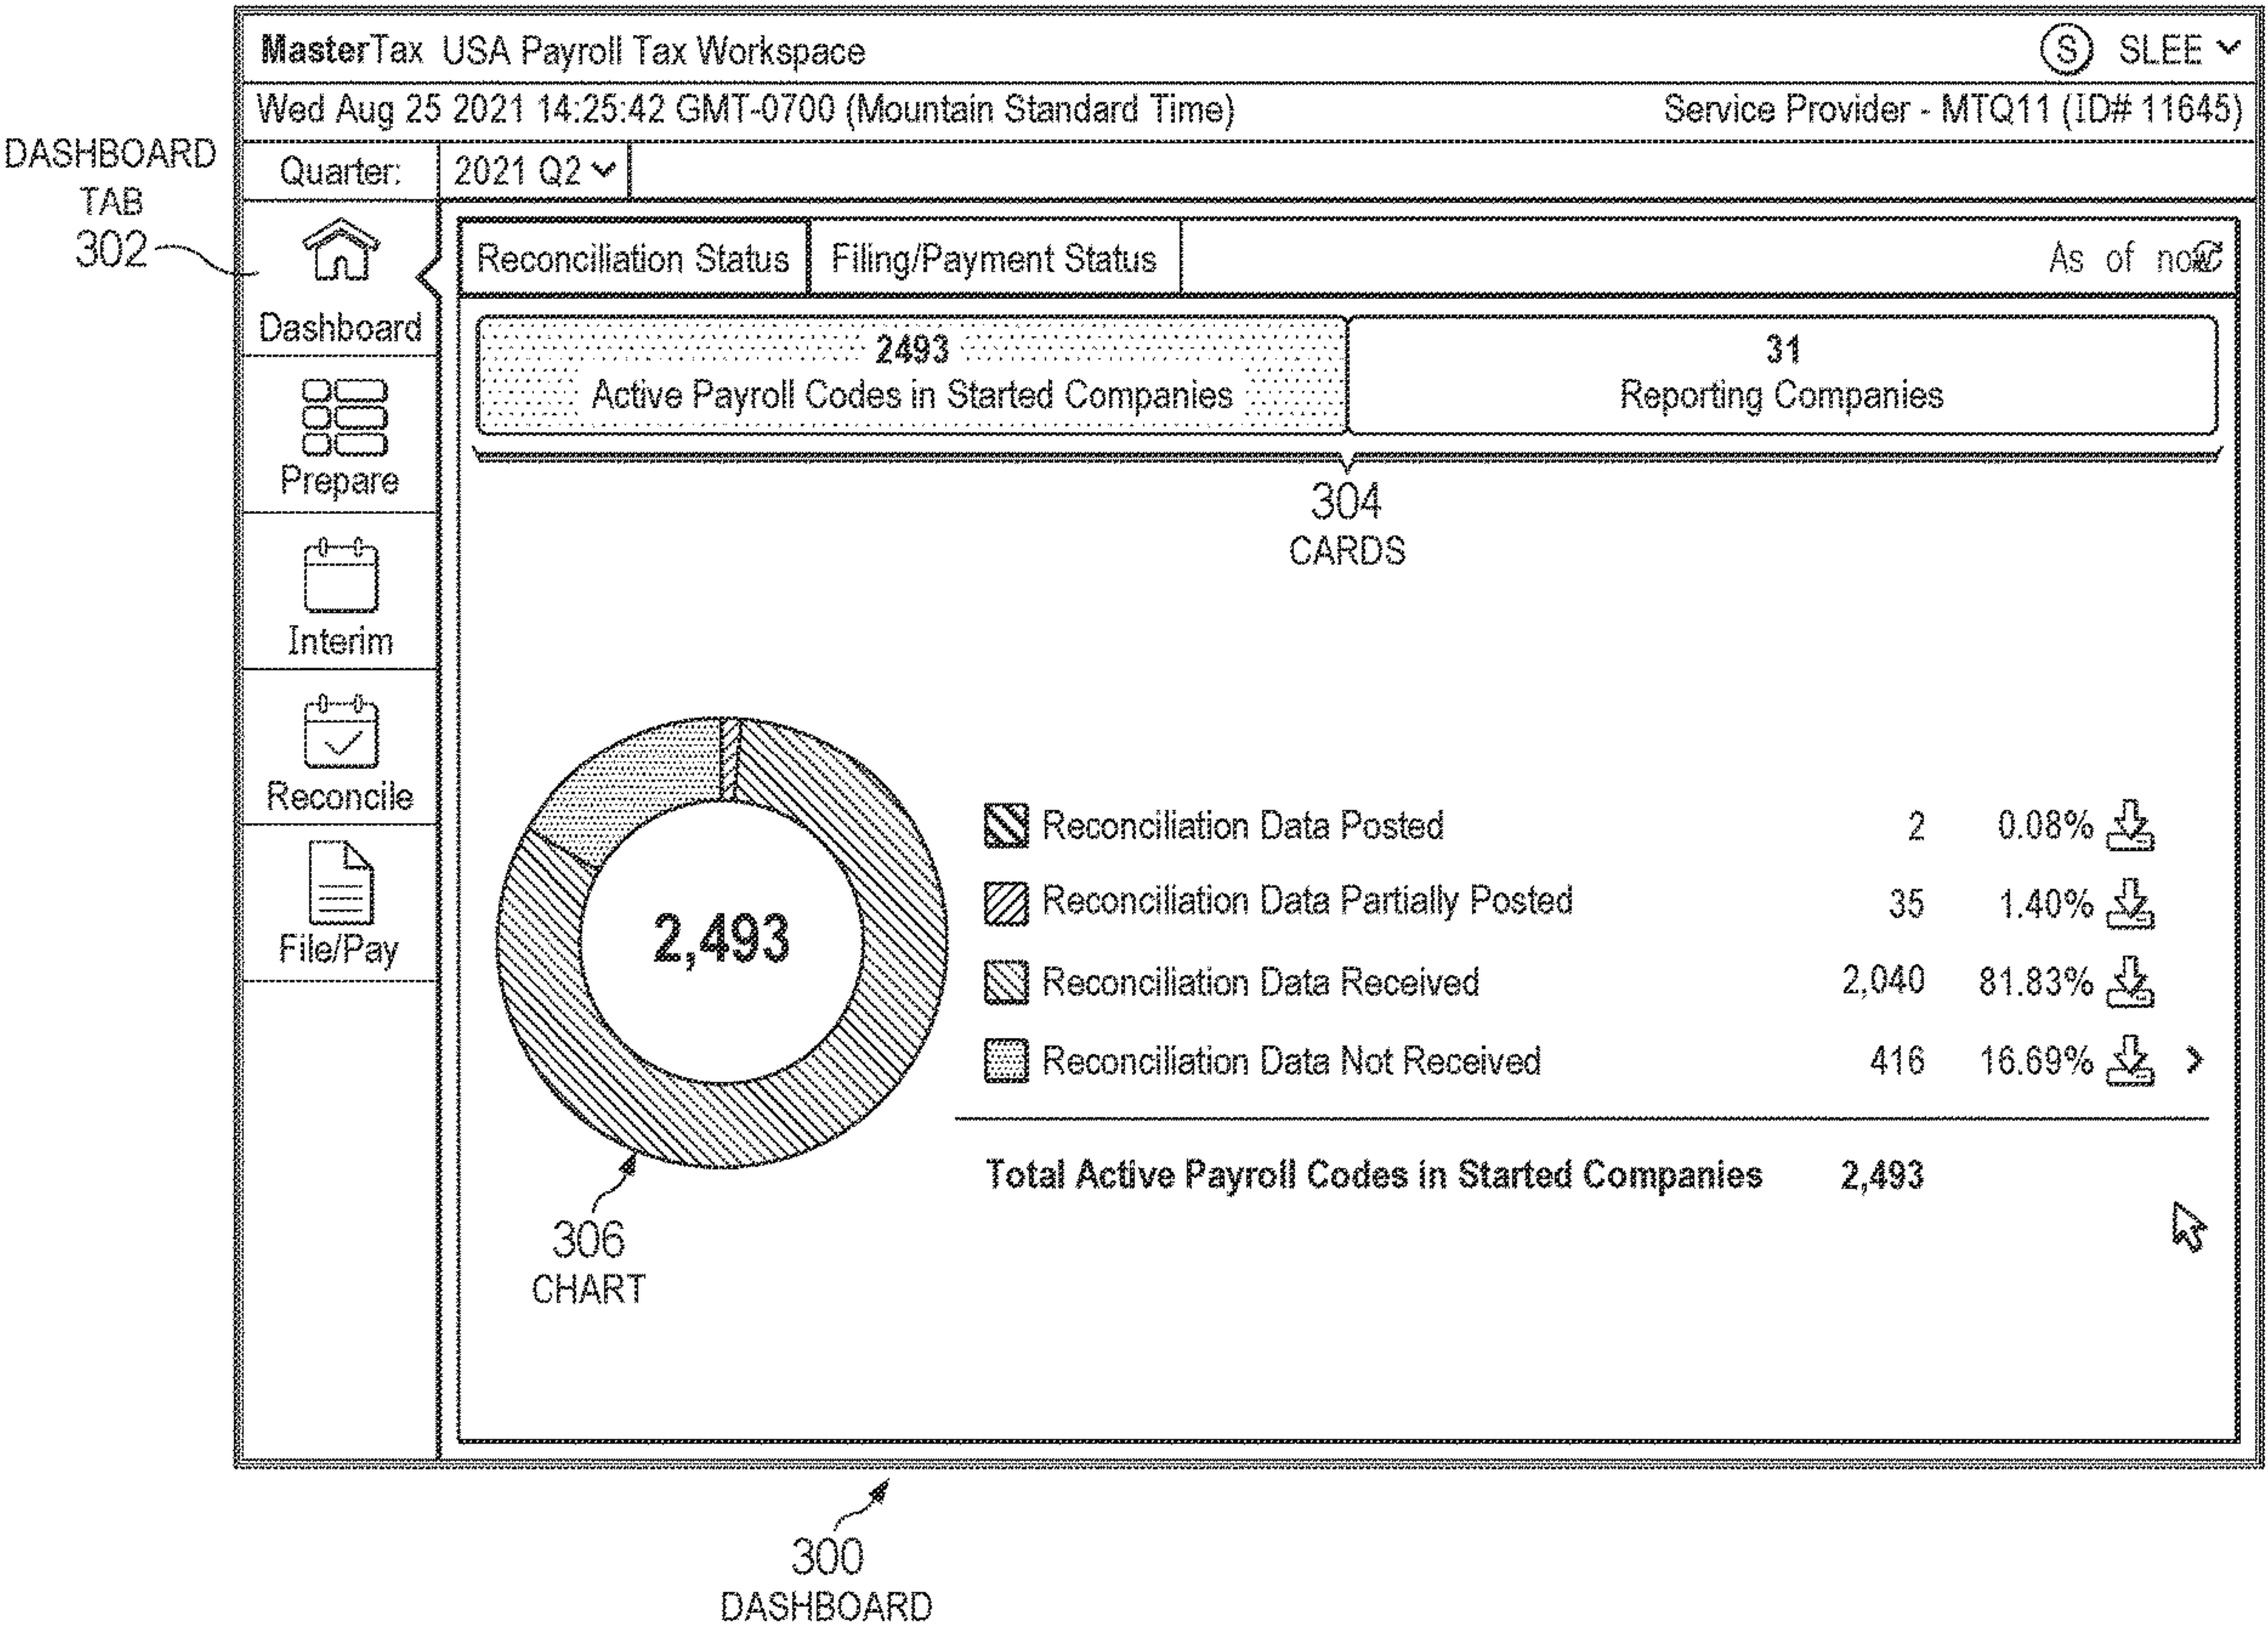 MasterTax USA Payroll Tax Workspace
S SLEE
Wed Aug 25 2021 14:25:42 GMT-0700 (Mountain Standard Time)
Service Provider - MTQ11 (ID# 11645)
DASHBOARD
TAB
302
Quarter:
2021 Q2
Dashboard
Prepare
Interim
Reconcile
File/Pay
Reconciliation Status
Filing/Payment Status
As of now
2493
Active Payroll Codes in Started Companies
31
Reporting Companies
304
CARDS
2,493
Reconciliation Data Posted 2 0.08%
Reconciliation Data Partially Posted 35 1.40%
Reconciliation Data Received 2,040 81.83%
Reconciliation Data Not Received 416 16.69%
Total Active Payroll Codes in Started Companies 2,493
306
CHART
300
DASHBOARD